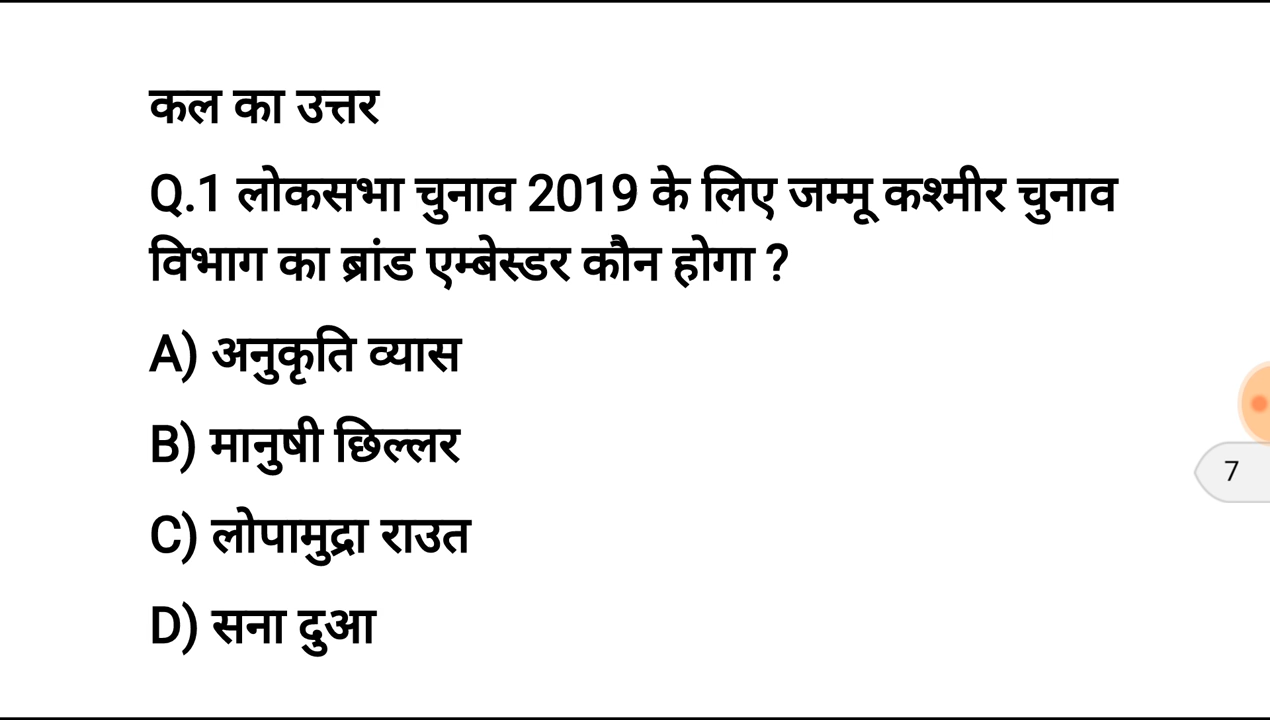 कल का उत्तर
Q.1 लोकसभा चुनाव 2019 के लिए जम्मू कश्मीर चुनाव
विभाग का ब्रांड एम्बेस्डर कौन होगा ?
A) अनुकृति व्यास
B) मानुषी छिल्लर
C) लोपामुद्रा राउत
7
D) सना दुआ